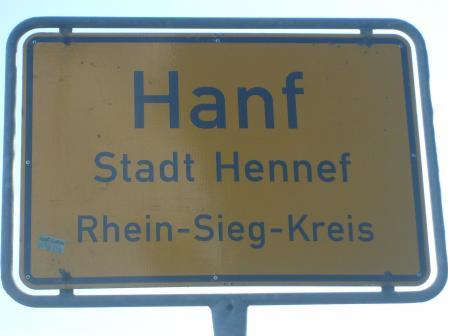 Hanf
Stadt Hennef
Rhein-Sieg-Kreis